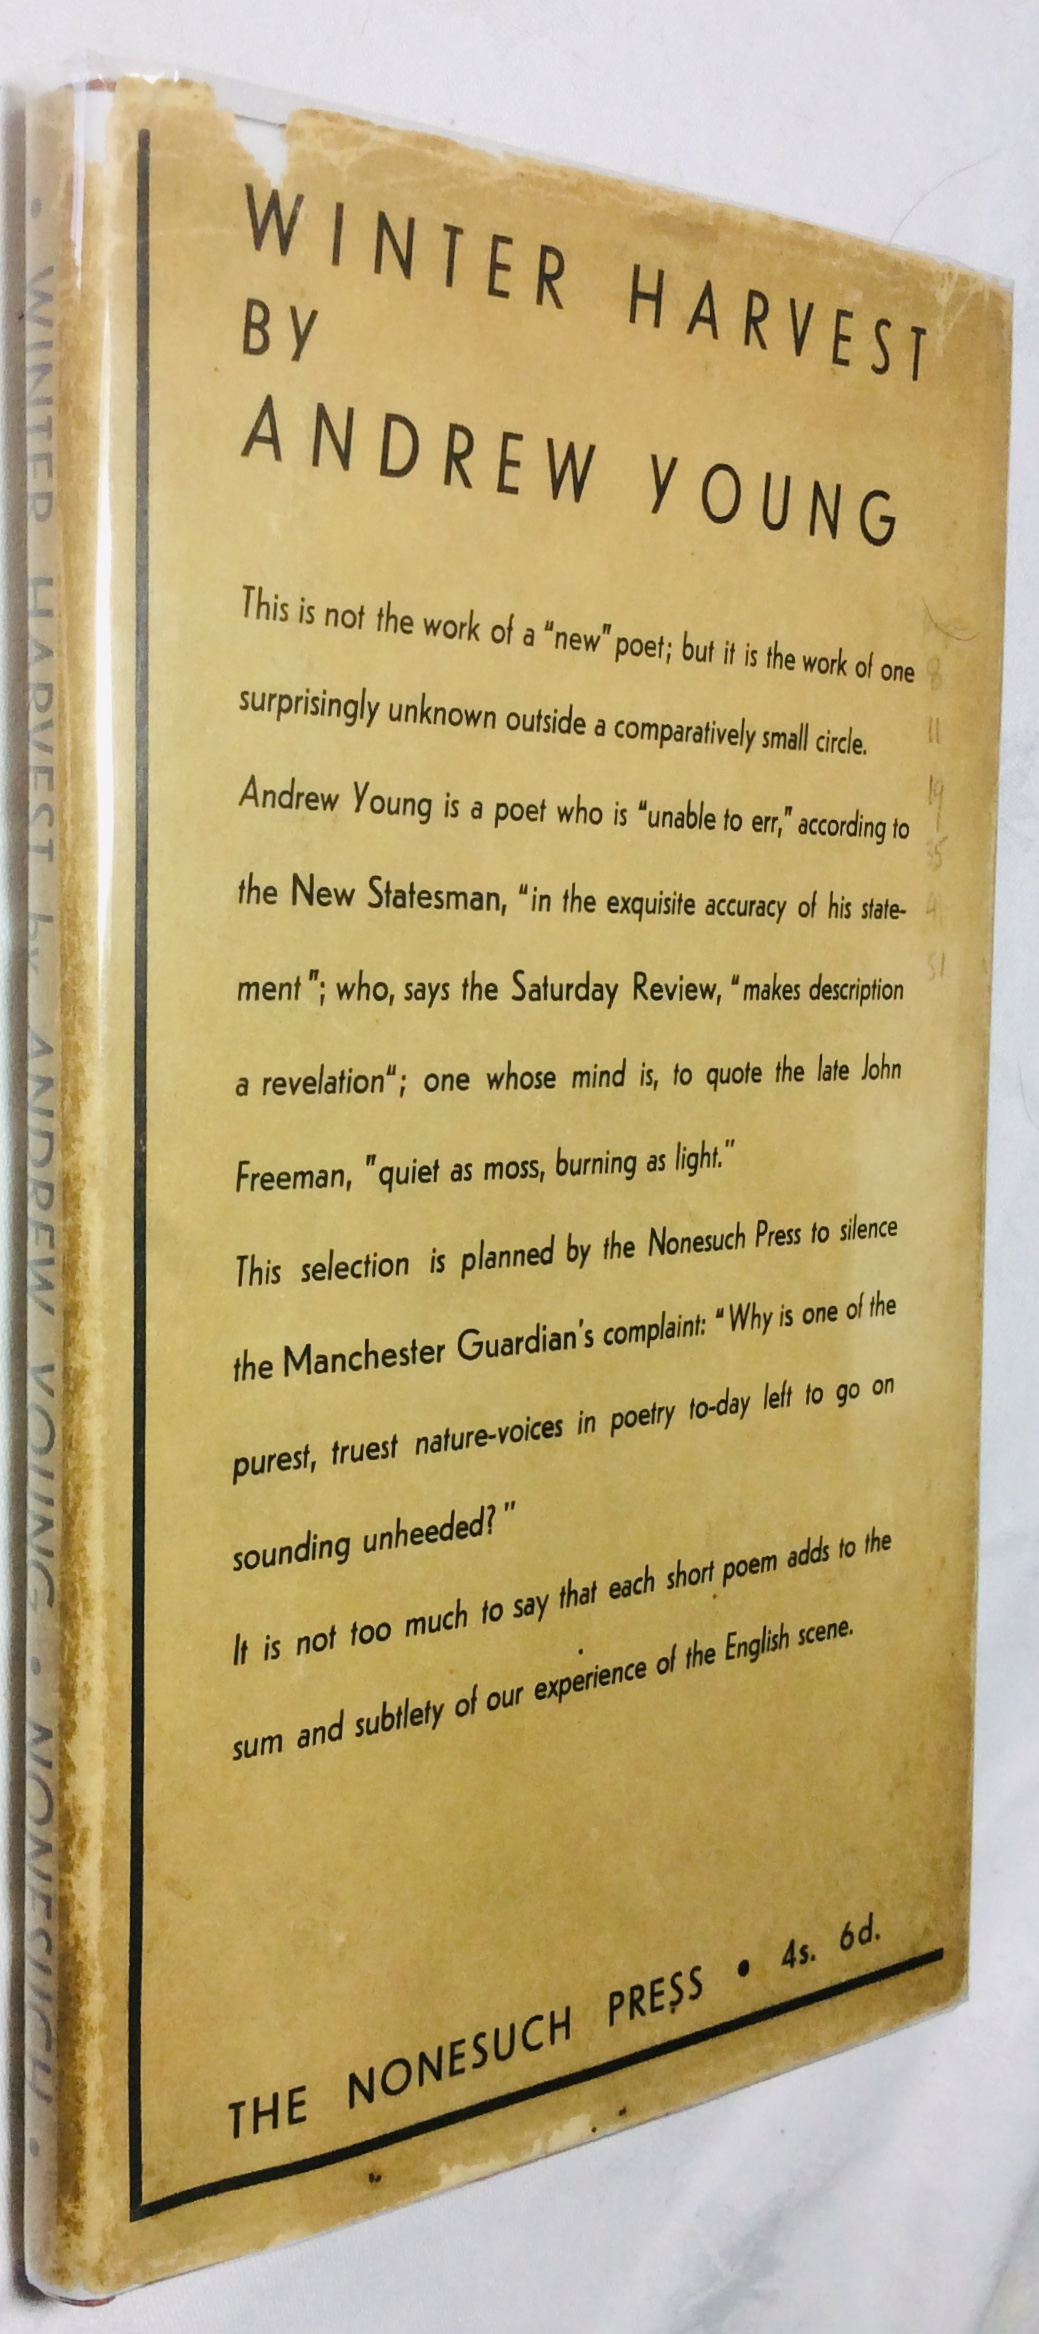 WINTER HARVEST
BY
ANDREW YOUNG
This is not the work of a “new” poet; but it is the work of one
surprisingly unknown outside a comparatively small circle.
Andrew Young is a poet who is “unable to err,” according to
the New Statesman, “in the exquisite accuracy of his state-
ment”; who, says the Saturday Review, “makes description
a revelation“; one whose mind is, to quote the late John
Freeman, ”quiet as moss, burning as light.”
This selection is planned by the Nonesuch Press to silence
the Manchester Guardian's complaint: “Why is one of the
purest, truest nature-voices in poetry to-day left to go on
sounding unheeded?”
It is not too much to say that each short poem adds to the
sum and subtlety of our experience of the English scene.
THE NONESUCH PRESS • 4s. 6d.
• WINTER HARVEST by ANDREW YOUNG • NONESUCH •
8
11
19
35
51